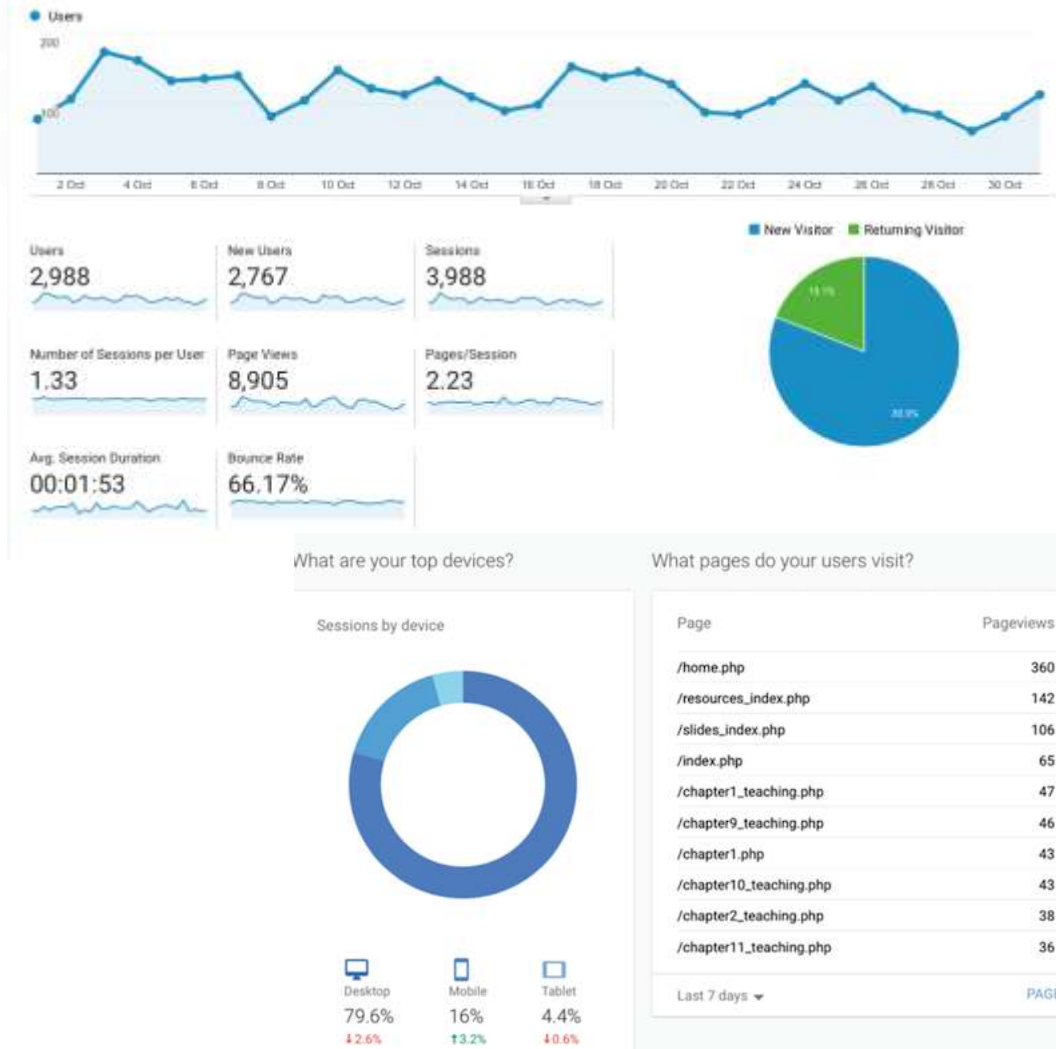 Users
200
100
2 Oct 4 Oct 6 Oct 8 Oct 10 Oct 12 Oct 14 Oct 16 Oct 18 Oct 20 Oct 22 Oct 24 Oct 26 Oct 28 Oct 30 Oct
New Visitor Returning Visitor
19.1%
80.9%
Users New Users Sessions
2,988 2,767 3,988
Number of Sessions per User Page Views Pages/Session
1.33 8,905 2.23
Avg. Session Duration Bounce Rate
00:01:53 66.17%
What are your top devices?
Sessions by device
Desktop Mobile Tablet
79.6% 16% 4.4%
↓2.6% ↑3.2% ↓0.6%
What pages do your users visit?
Page Pageviews
/home.php 360
/resources_index.php 142
/slides_index.php 106
/index.php 65
/chapter1_teaching.php 47
/chapter9_teaching.php 46
/chapter1.php 43
/chapter10_teaching.php 43
/chapter2_teaching.php 38
/chapter11_teaching.php 36
Last 7 days PAGE